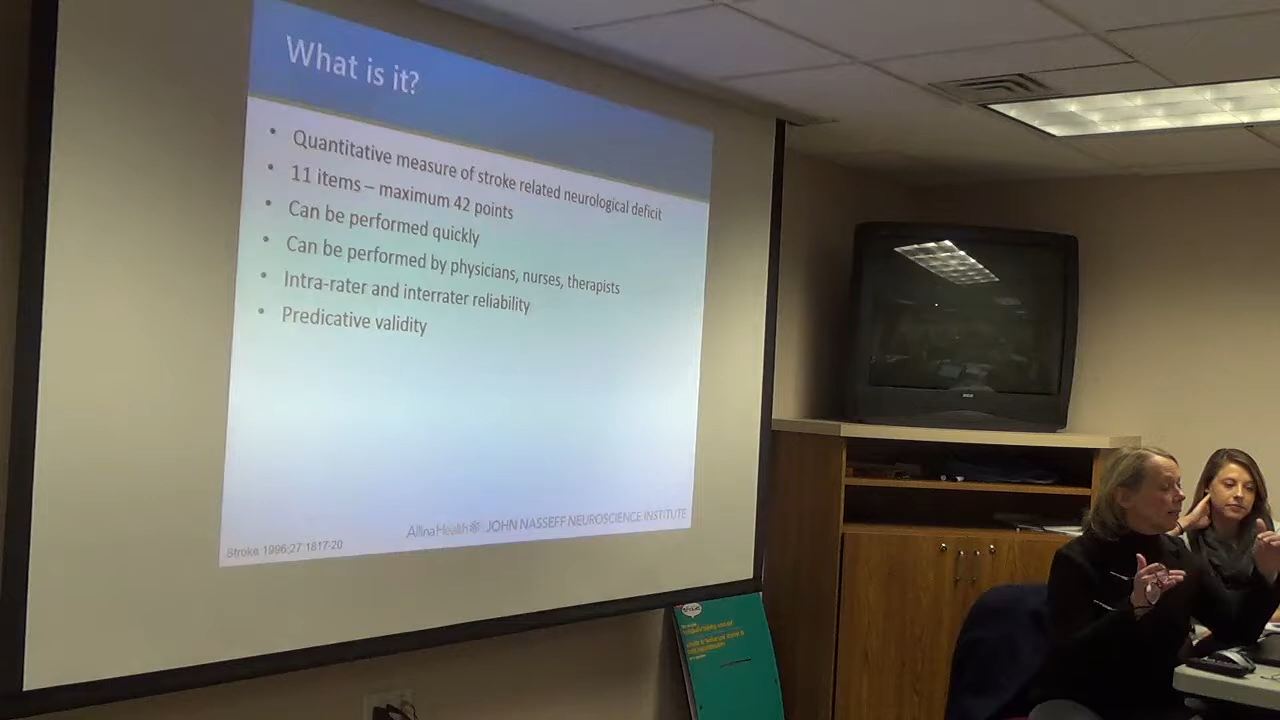 What is it?
• Quantitative measure of stroke related neurological deficit
• 11 items – maximum 42 points
• Can be performed quickly
• Can be performed by physicians, nurses, therapists
• Intra-rater and interrater reliability
• Predicative validity
AllinaHealth JOHN NASSEFF NEUROSCIENCE INSTITUTE
Stroke 1996;27:1817-20
RCA